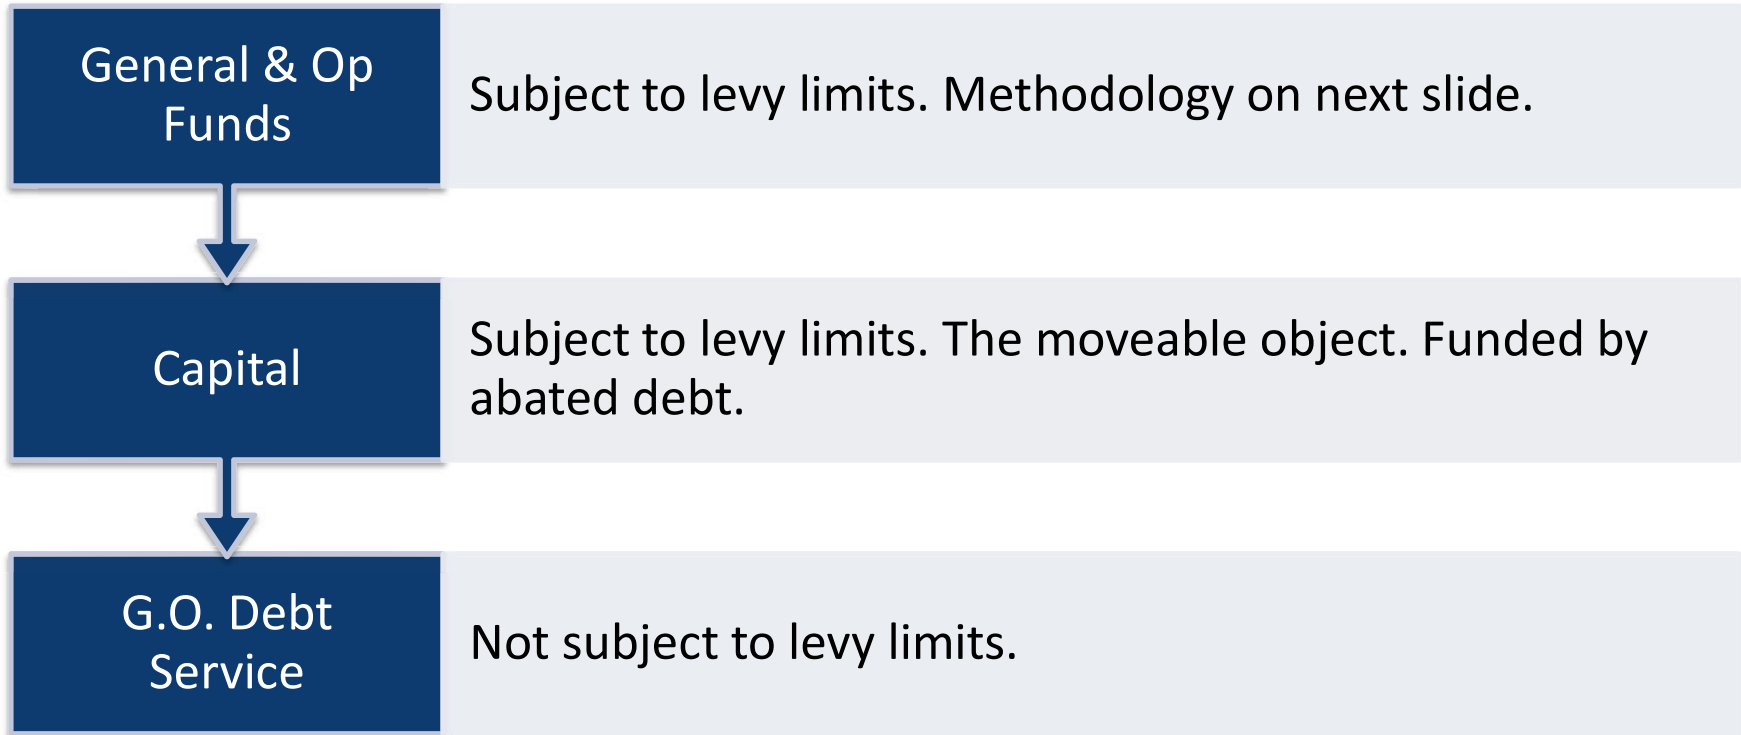 General & Op
Funds
Subject to levy limits. Methodology on next slide.
Capital
Subject to levy limits. The moveable object. Funded by
abated debt.
G.O. Debt
Service
Not subject to levy limits.